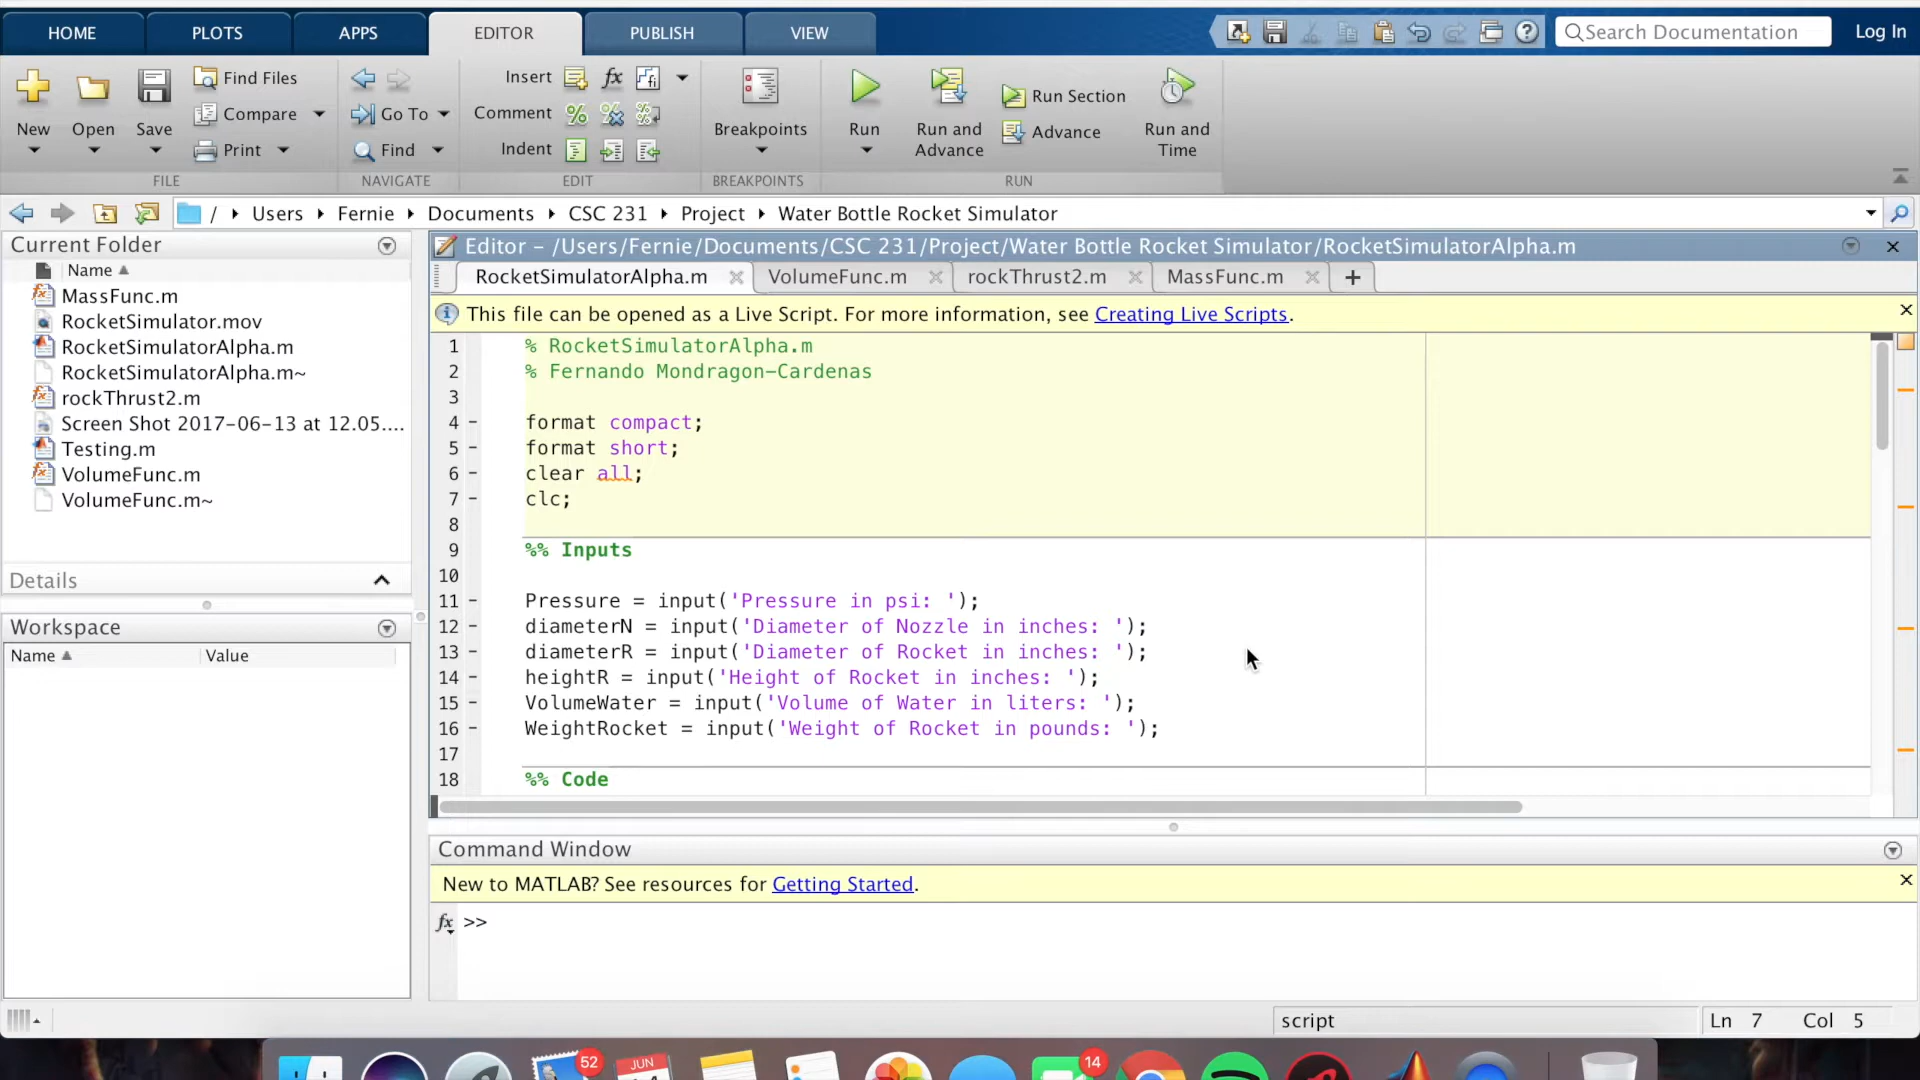 HOME PLOTS APPS EDITOR PUBLISH VIEW Search Documentation Log In
New Open Save Find Files Compare Print
FILE
Go To Find
NAVIGATE
Insert fx
Comment
Indent
EDIT
Breakpoints
BREAKPOINTS
Run Run and Advance Run Section Advance Run and Time
RUN
/ Users Fernie Documents CSC 231 Project Water Bottle Rocket Simulator
Current Folder
Name
MassFunc.m
RocketSimulator.mov
RocketSimulatorAlpha.m
RocketSimulatorAlpha.m~
rockThrust2.m
Screen Shot 2017-06-13 at 12.05....
Testing.m
VolumeFunc.m
VolumeFunc.m~
Details
Workspace
Name Value
Editor - /Users/Fernie/Documents/CSC 231/Project/Water Bottle Rocket Simulator/RocketSimulatorAlpha.m
RocketSimulatorAlpha.m VolumeFunc.m rockThrust2.m MassFunc.m +
This file can be opened as a Live Script. For more information, see Creating Live Scripts.
1 % RocketSimulatorAlpha.m
2 % Fernando Mondragon-Cardenas
3
4 - format compact;
5 - format short;
6 - clear all;
7 - clc;
8
9 %% Inputs
10
11 - Pressure = input('Pressure in psi: ');
12 - diameterN = input('Diameter of Nozzle in inches: ');
13 - diameterR = input('Diameter of Rocket in inches: ');
14 - heightR = input('Height of Rocket in inches: ');
15 - VolumeWater = input('Volume of Water in liters: ');
16 - WeightRocket = input('Weight of Rocket in pounds: ');
17
18 %% Code
Command Window
New to MATLAB? See resources for Getting Started.
fx >>
script Ln 7 Col 5
52 JUN 14